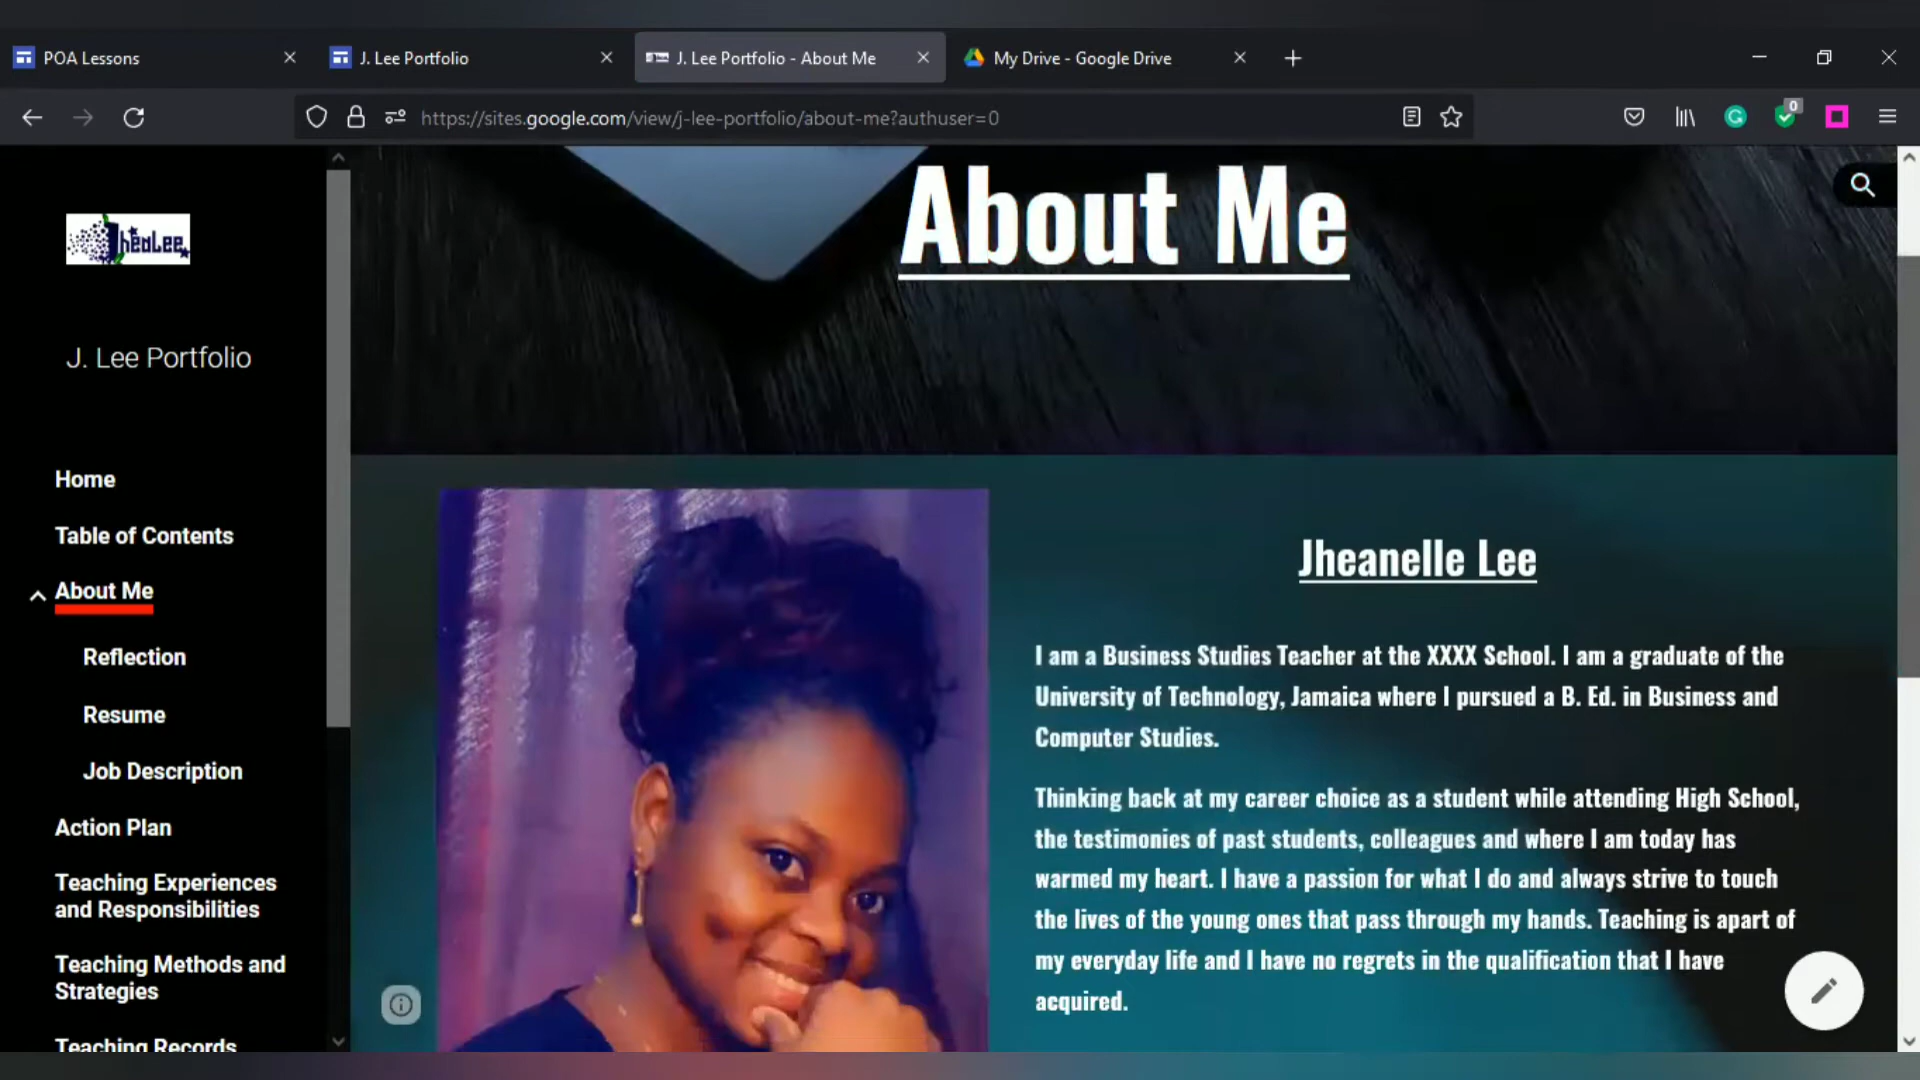 POA Lessons
J. Lee Portfolio
J. Lee Portfolio - About Me
My Drive - Google Drive
https://sites.google.com/view/j-lee-portfolio/about-me?authuser=0
0
heaLee
J. Lee Portfolio
Home
Table of Contents
About Me
Reflection
Resume
Job Description
Action Plan
Teaching Experiences
and Responsibilities
Teaching Methods and
Strategies
Teaching Records
About Me
Jheanelle Lee
I am a Business Studies Teacher at the XXXX School. I am a graduate of the
University of Technology, Jamaica where I pursued a B. Ed. in Business and
Computer Studies.
Thinking back at my career choice as a student while attending High School,
the testimonies of past students, colleagues and where I am today has
warmed my heart. I have a passion for what I do and always strive to touch
the lives of the young ones that pass through my hands. Teaching is apart of
my everyday life and I have no regrets in the qualification that I have
acquired.